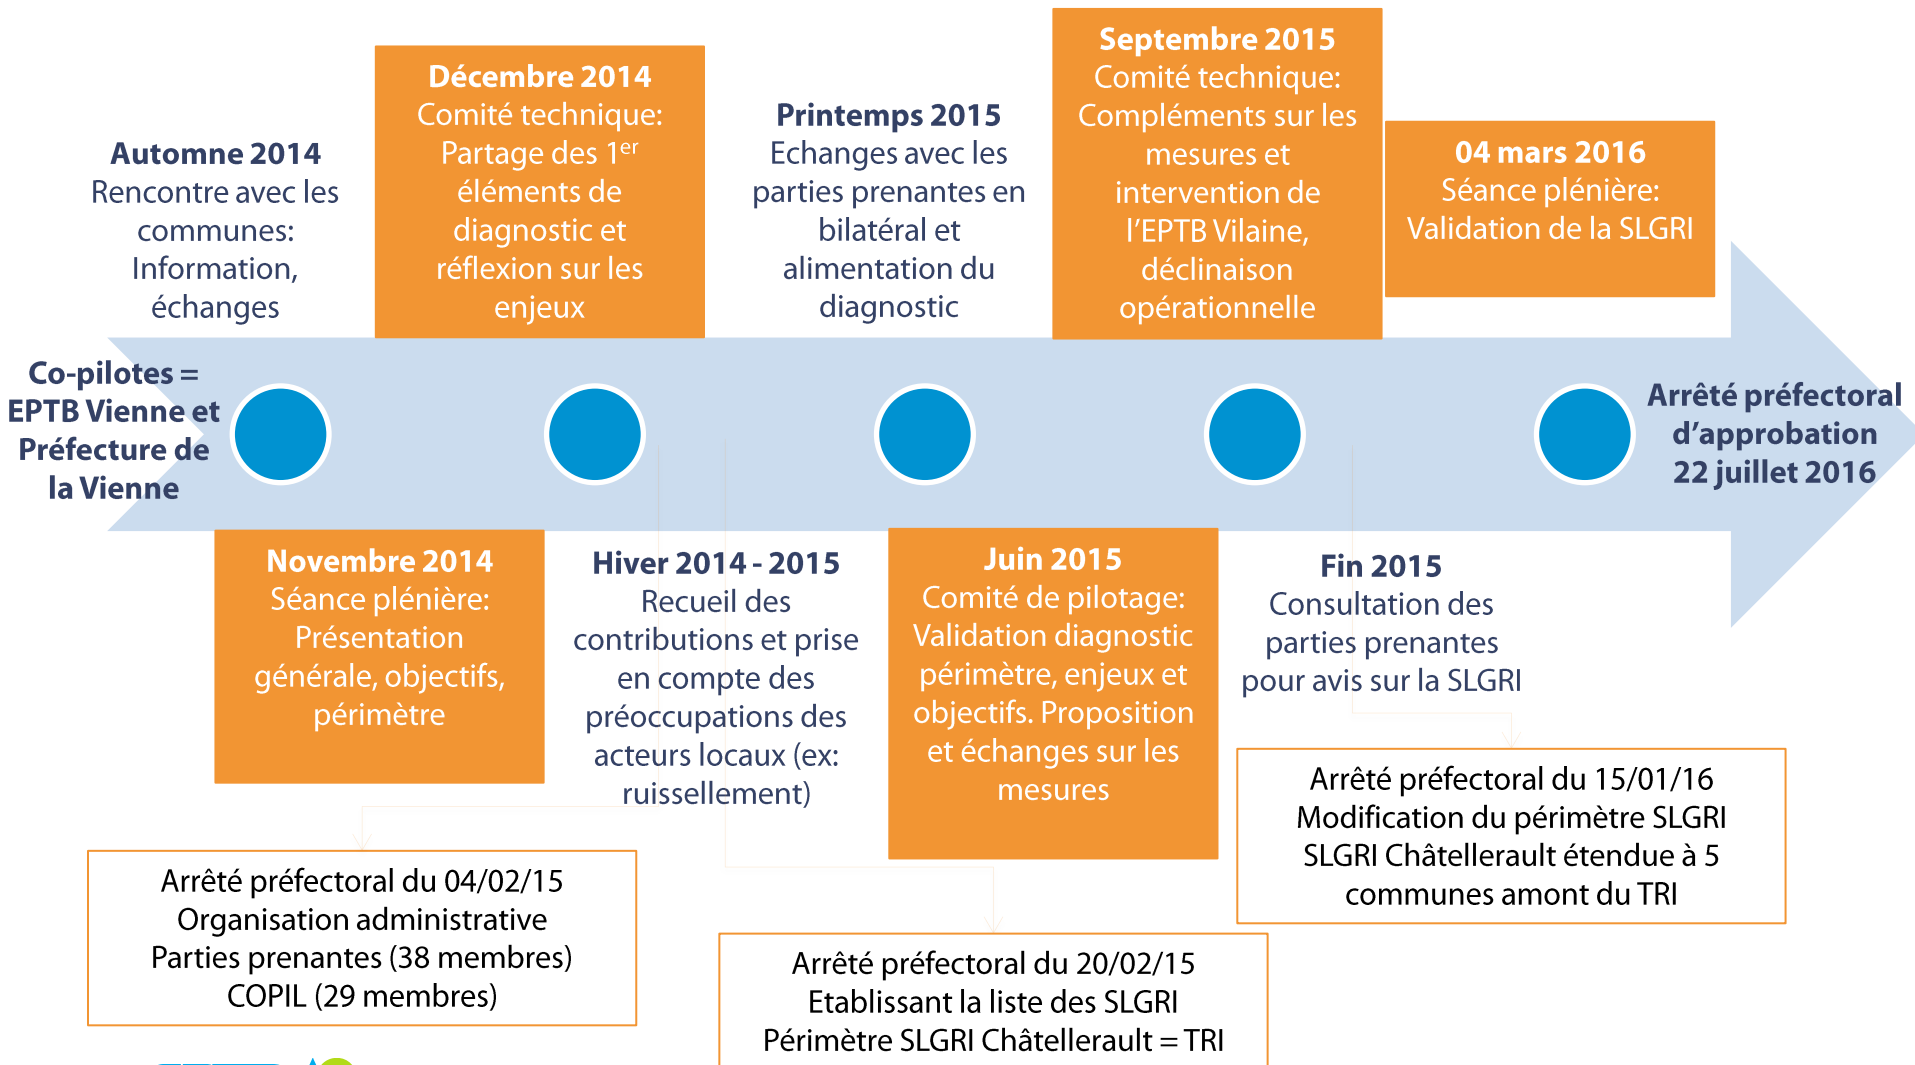 Co-pilotes =
EPTB Vienne et
Préfecture de
la Vienne
Automne 2014
Rencontre avec les
communes:
Information,
échanges
Décembre 2014
Comité technique:
Partage des 1er
éléments de
diagnostic et
réflexion sur les
enjeux
Printemps 2015
Echanges avec les
parties prenantes en
bilatéral et
alimentation du
diagnostic
Septembre 2015
Comité technique:
Compléments sur les
mesures et
intervention de
l'EPTB Vilaine,
déclinaison
opérationnelle
04 mars 2016
Séance plénière:
Validation de la SLGRI
Arrêté préfectoral
d'approbation
22 juillet 2016
Novembre 2014
Séance plénière:
Présentation
générale, objectifs,
périmètre
Hiver 2014 - 2015
Recueil des
contributions et prise
en compte des
préoccupations des
acteurs locaux (ex:
ruissellement)
Juin 2015
Comité de pilotage:
Validation diagnostic
périmètre, enjeux et
objectifs. Proposition
et échanges sur les
mesures
Fin 2015
Consultation des
parties prenantes
pour avis sur la SLGRI
Arrêté préfectoral du 04/02/15
Organisation administrative
Parties prenantes (38 membres)
COPIL (29 membres)
Arrêté préfectoral du 20/02/15
Etablissant la liste des SLGRI
Périmètre SLGRI Châtellerault = TRI
Arrêté préfectoral du 15/01/16
Modification du périmètre SLGRI
SLGRI Châtellerault étendue à 5
communes amont du TRI